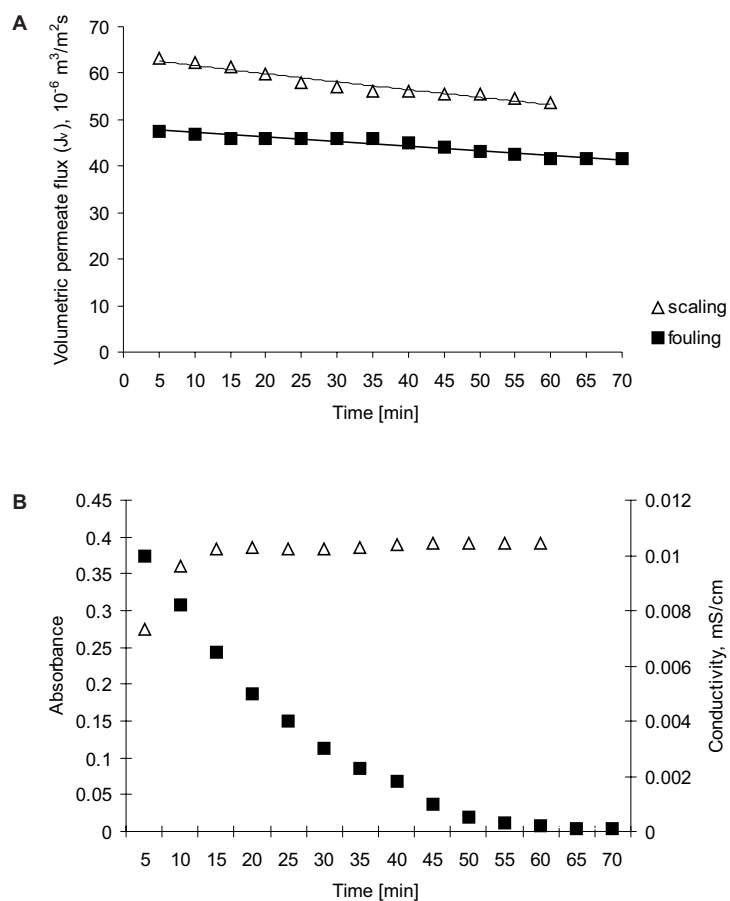 A
Volumetric permeate flux (Jv), 10⁻⁶ m³/m²s
70
60
50
40
30
20
10
0
0 5 10 15 20 25 30 35 40 45 50 55 60 65 70
Time [min]
scaling
fouling
B
Absorbance
0.45
0.4
0.35
0.3
0.25
0.2
0.15
0.1
0.05
0
0.012
0.01
0.008
0.006
0.004
0.002
0
Conductivity, mS/cm
5 10 15 20 25 30 35 40 45 50 55 60 65 70
Time [min]